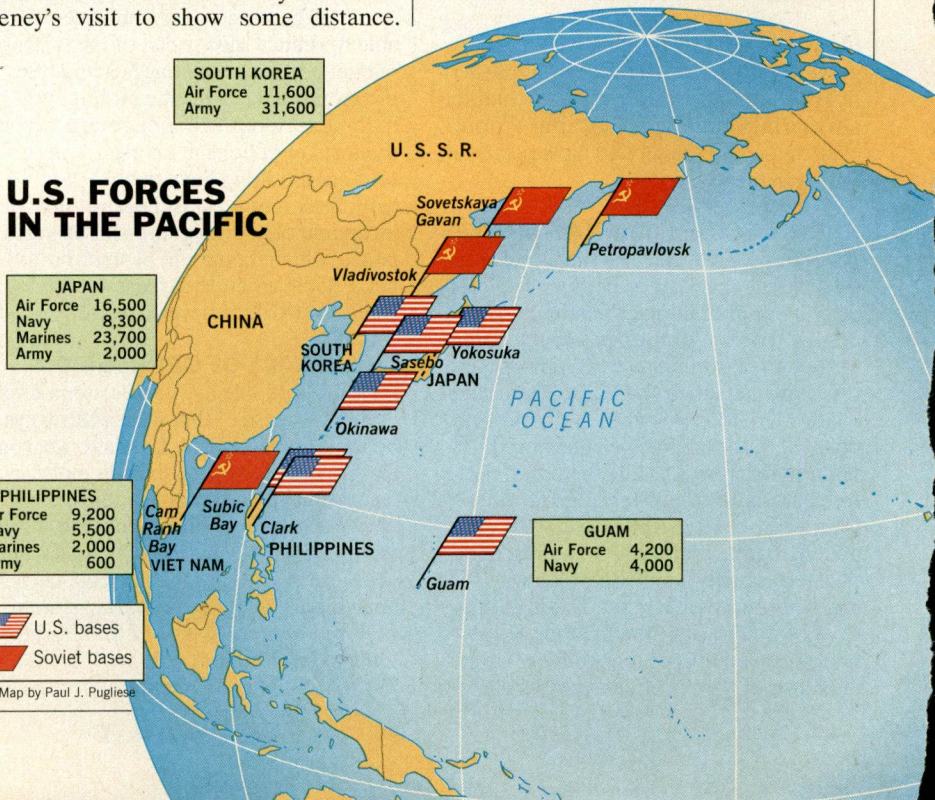 eney's visit to show some distance.
SOUTH KOREA
Air Force 11,600
Army 31,600
U.S. FORCES
IN THE PACIFIC
U. S. S. R.
Sovetskaya
Gavan
Petropavlovsk
Vladivostok
JAPAN
Air Force 16,500
Navy 8,300
Marines 23,700
Army 2,000
CHINA
SOUTH
KOREA
Sasebo
Yokosuka
JAPAN
PACIFIC
OCEAN
Okinawa
PHILIPPINES
r Force 9,200
avy 5,500
arines 2,000
my 600
Cam
Ranh
Bay
VIET NAM
Subic
Bay
Clark
PHILIPPINES
Guam
GUAM
Air Force 4,200
Navy 4,000
U.S. bases
Soviet bases
Map by Paul J. Pugliese